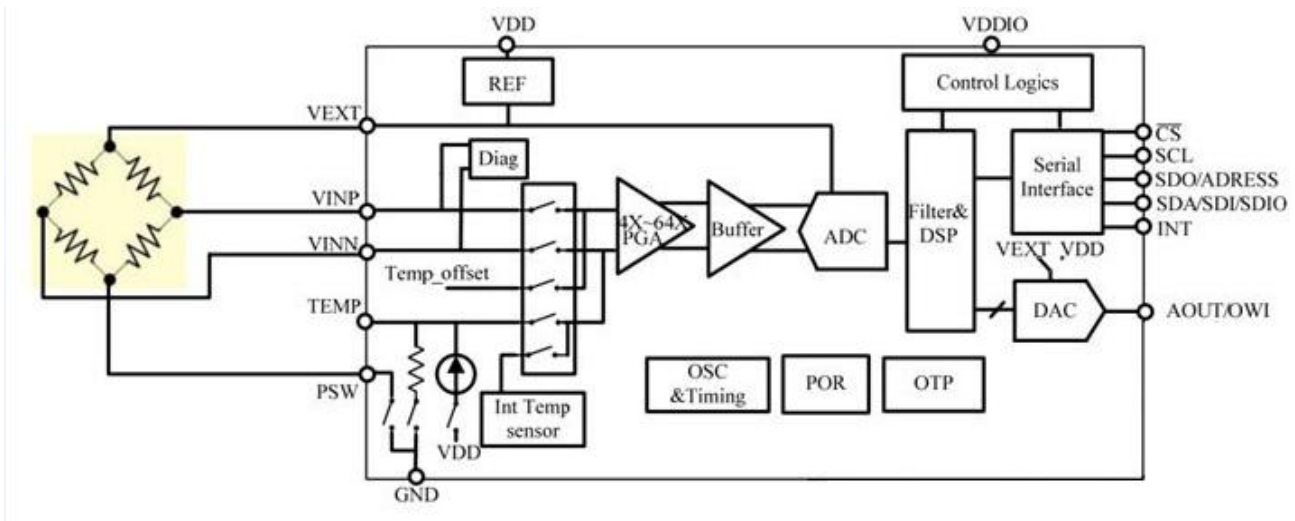 VDD
VDDIO
REF
Control Logics
VEXT
CS
Diag
SCL
Serial
Interface
SDO/ADRESS
VINP
4X~64X
PGA
Buffer
ADC
Filter&
DSP
SDA/SDI/SDIO
VINN
INT
Temp_offset
VEXT VDD
TEMP
DAC
AOUT/OWI
OSC
&Timing
POR
OTP
PSW
Int Temp
sensor
VDD
GND